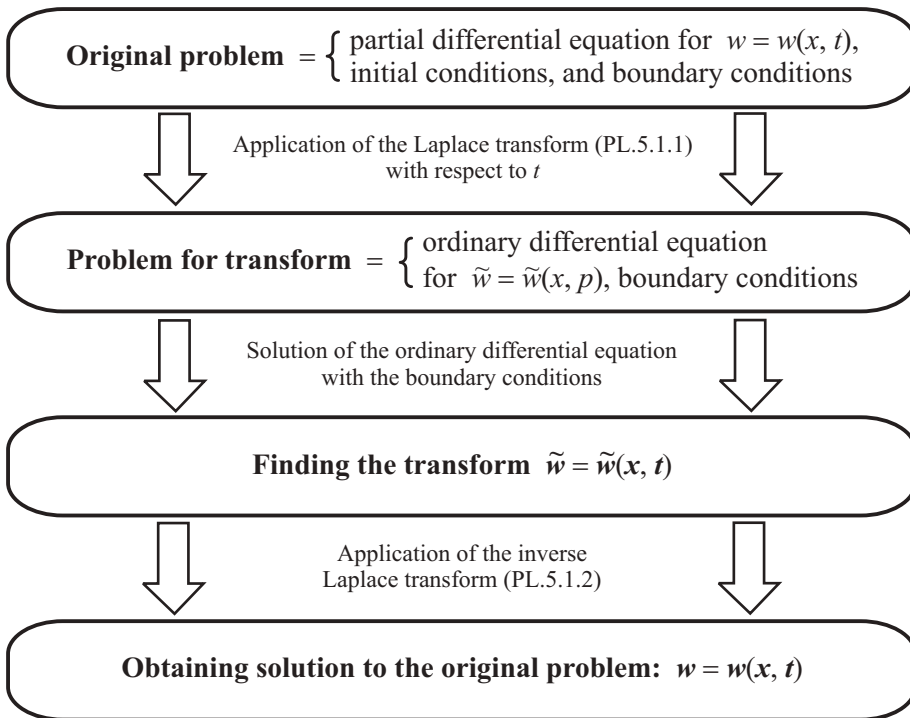 Original problem = { partial differential equation for w = w(x, t),
initial conditions, and boundary conditions
Application of the Laplace transform (PL.5.1.1)
with respect to t
Problem for transform = { ordinary differential equation
for w̃ = w̃(x, p), boundary conditions
Solution of the ordinary differential equation
with the boundary conditions
Finding the transform w̃ = w̃(x, t)
Application of the inverse
Laplace transform (PL.5.1.2)
Obtaining solution to the original problem: w = w(x, t)